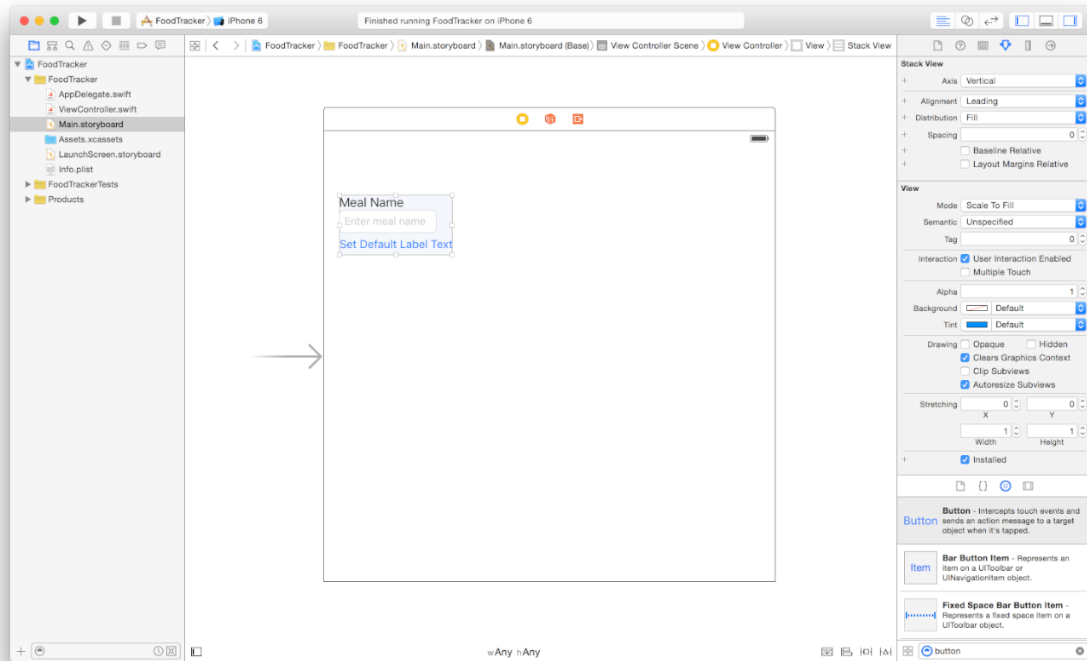 FoodTracker iPhone 6
Finished running FoodTracker on iPhone 6
FoodTracker FoodTracker Main.storyboard Main.storyboard (Base) View Controller Scene View Controller View Stack View
FoodTracker
FoodTracker
AppDelegate.swift
ViewController.swift
Main.storyboard
Assets.xcassets
LaunchScreen.storyboard
Info.plist
FoodTrackerTests
Products
Meal Name
Enter meal name
Set Default Label Text
wAny hAny
Stack View
Axis Vertical
Alignment Leading
Distribution Fill
Spacing 0
Baseline Relative
Layout Margins Relative
View
Mode Scale To Fill
Semantic Unspecified
Tag 0
Interaction User Interaction Enabled
Multiple Touch
Alpha 1
Background Default
Tint Default
Drawing Opaque Hidden
Clears Graphics Context
Clip Subviews
Autoresize Subviews
Stretching 0 0
X Y
1 1
Width Height
Installed
Button
Button - Intercepts touch events and
sends an action message to a target
object when it's tapped.
Item
Bar Button Item - Represents an
item on a UIToolbar or
UINavigationItem object.
Fixed Space Bar Button Item -
Represents a fixed space item on a
UIToolbar object.
button